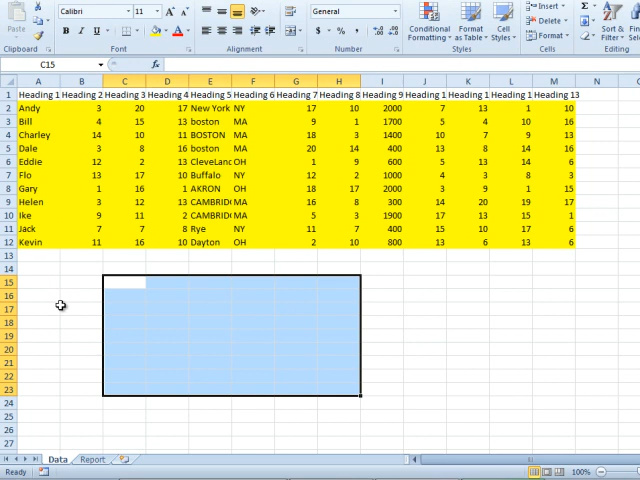 Paste
Calibri 11 A A
B I U A
General
$ % ,
Conditional Formatting
Format as Table
Cell Styles
Insert
Delete
Format
Σ
Sort & Filter
Clipboard Font Alignment Number Styles Cells
C15 fx
A B C D E F G H I J K L M N O
1 Heading 1 Heading 2 Heading 3 Heading 4 Heading 5 Heading 6 Heading 7 Heading 8 Heading 9 Heading 1 Heading 1 Heading 1 Heading 13
2 Andy 3 20 17 New York NY 17 10 2000 7 13 1 10
3 Bill 4 15 13 boston MA 9 1 1700 5 4 10 16
4 Charley 14 10 11 BOSTON MA 18 3 1400 10 7 9 13
5 Dale 3 8 16 boston MA 20 14 400 13 8 14 16
6 Eddie 12 2 13 CleveLand OH 1 9 600 5 13 14 6
7 Flo 13 17 10 Buffalo NY 12 2 1000 4 3 8 3
8 Gary 1 16 1 AKRON OH 18 17 2000 3 9 1 15
9 Helen 3 12 13 CAMBRIDG MA 16 8 300 14 20 19 17
10 Ike 9 11 2 CAMBRIDG MA 5 3 1900 17 13 15 1
11 Jack 7 7 8 Rye NY 11 7 400 15 10 17 6
12 Kevin 11 16 10 Dayton OH 2 10 800 13 6 13 6
13
14
15
16
17
18
19
20
21
22
23
24
25
26
27
Data Report
Ready 100%